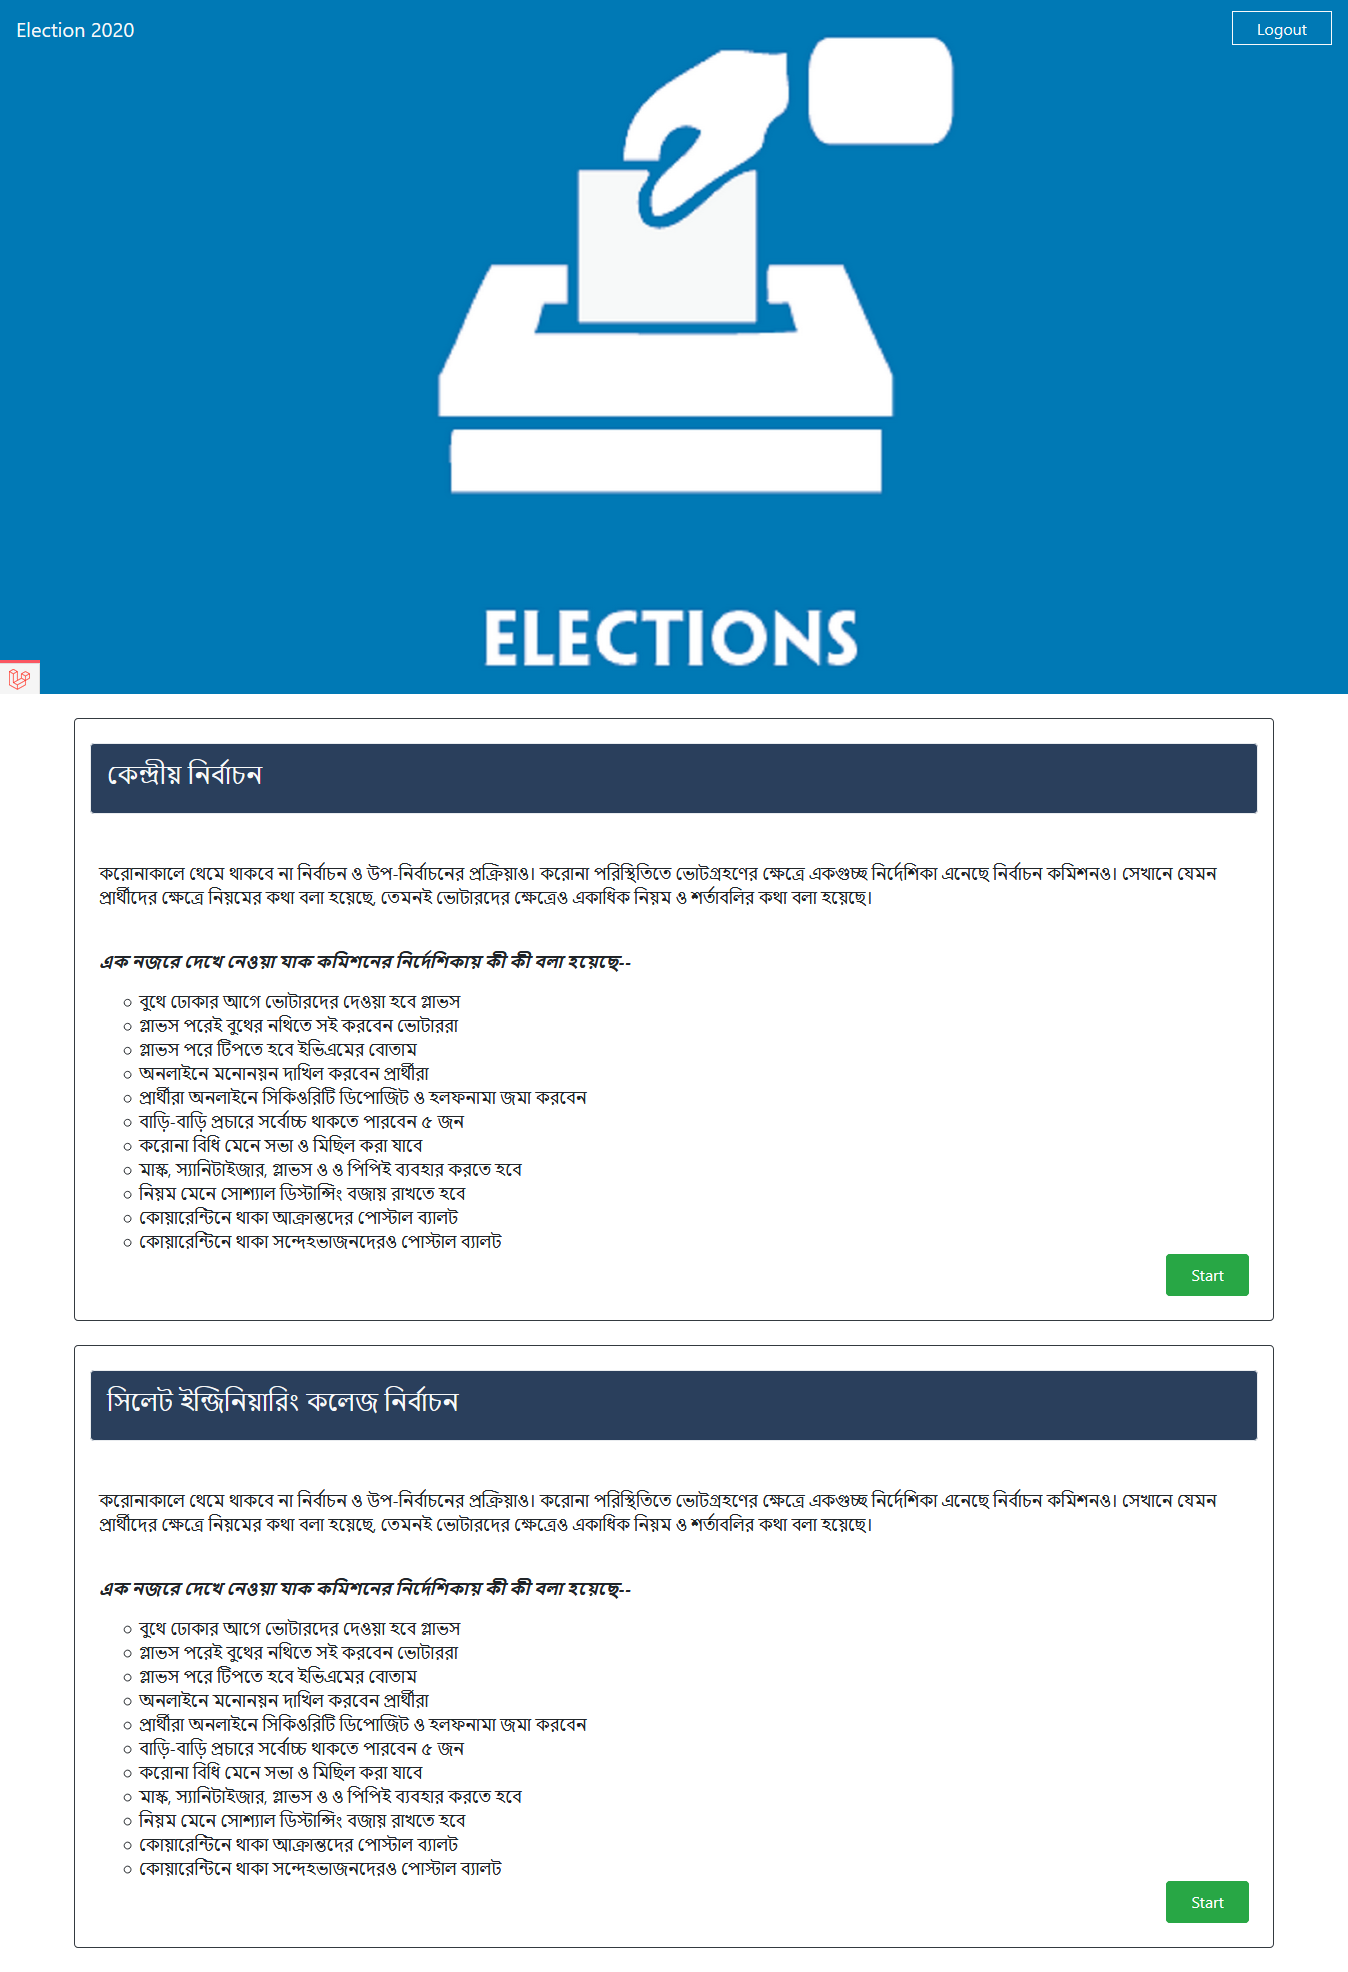 Election 2020
Logout
ELECTIONS
কেন্দ্রীয় নির্বাচন
করোনাকালে থেমে থাকবে না নির্বাচন ও উপ-নির্বাচনের প্রক্রিয়াও। করোনা পরিস্থিতিতে ভোটগ্রহণের ক্ষেত্রে একগুচ্ছ নির্দেশিকা এনেছে নির্বাচন কমিশনও। সেখানে যেমন
প্রার্থীদের ক্ষেত্রে নিয়মের কথা বলা হয়েছে, তেমনই ভোটারদের ক্ষেত্রেও একাধিক নিয়ম ও শর্তাবলির কথা বলা হয়েছে।
এক নজরে দেখে নেওয়া যাক কমিশনের নির্দেশিকায় কী কী বলা হয়েছে--
বুথে ঢোকার আগে ভোটারদের দেওয়া হবে গ্লাভস
গ্লাভস পরেই বুথের নথিতে সই করবেন ভোটাররা
গ্লাভস পরে টিপতে হবে ইভিএমের বোতাম
অনলাইনে মনোনয়ন দাখিল করবেন প্রার্থীরা
প্রার্থীরা অনলাইনে সিকিওরিটি ডিপোজিট ও হলফনামা জমা করবেন
বাড়ি-বাড়ি প্রচারে সর্বোচ্চ থাকতে পারবেন ৫ জন
করোনা বিধি মেনে সভা ও মিছিল করা যাবে
মাস্ক, স্যানিটাইজার, গ্লাভস ও ও পিপিই ব্যবহার করতে হবে
নিয়ম মেনে সোশ্যাল ডিস্টান্সিং বজায় রাখতে হবে
কোয়ারেন্টিনে থাকা আক্রান্তদের পোস্টাল ব্যালট
কোয়ারেন্টিনে থাকা সন্দেহভাজনদেরও পোস্টাল ব্যালট
Start
সিলেট ইন্জিনিয়ারিং কলেজ নির্বাচন
করোনাকালে থেমে থাকবে না নির্বাচন ও উপ-নির্বাচনের প্রক্রিয়াও। করোনা পরিস্থিতিতে ভোটগ্রহণের ক্ষেত্রে একগুচ্ছ নির্দেশিকা এনেছে নির্বাচন কমিশনও। সেখানে যেমন
প্রার্থীদের ক্ষেত্রে নিয়মের কথা বলা হয়েছে, তেমনই ভোটারদের ক্ষেত্রেও একাধিক নিয়ম ও শর্তাবলির কথা বলা হয়েছে।
এক নজরে দেখে নেওয়া যাক কমিশনের নির্দেশিকায় কী কী বলা হয়েছে--
বুথে ঢোকার আগে ভোটারদের দেওয়া হবে গ্লাভস
গ্লাভস পরেই বুথের নথিতে সই করবেন ভোটাররা
গ্লাভস পরে টিপতে হবে ইভিএমের বোতাম
অনলাইনে মনোনয়ন দাখিল করবেন প্রার্থীরা
প্রার্থীরা অনলাইনে সিকিওরিটি ডিপোজিট ও হলফনামা জমা করবেন
বাড়ি-বাড়ি প্রচারে সর্বোচ্চ থাকতে পারবেন ৫ জন
করোনা বিধি মেনে সভা ও মিছিল করা যাবে
মাস্ক, স্যানিটাইজার, গ্লাভস ও ও পিপিই ব্যবহার করতে হবে
নিয়ম মেনে সোশ্যাল ডিস্টান্সিং বজায় রাখতে হবে
কোয়ারেন্টিনে থাকা আক্রান্তদের পোস্টাল ব্যালট
কোয়ারেন্টিনে থাকা সন্দেহভাজনদেরও পোস্টাল ব্যালট
Start